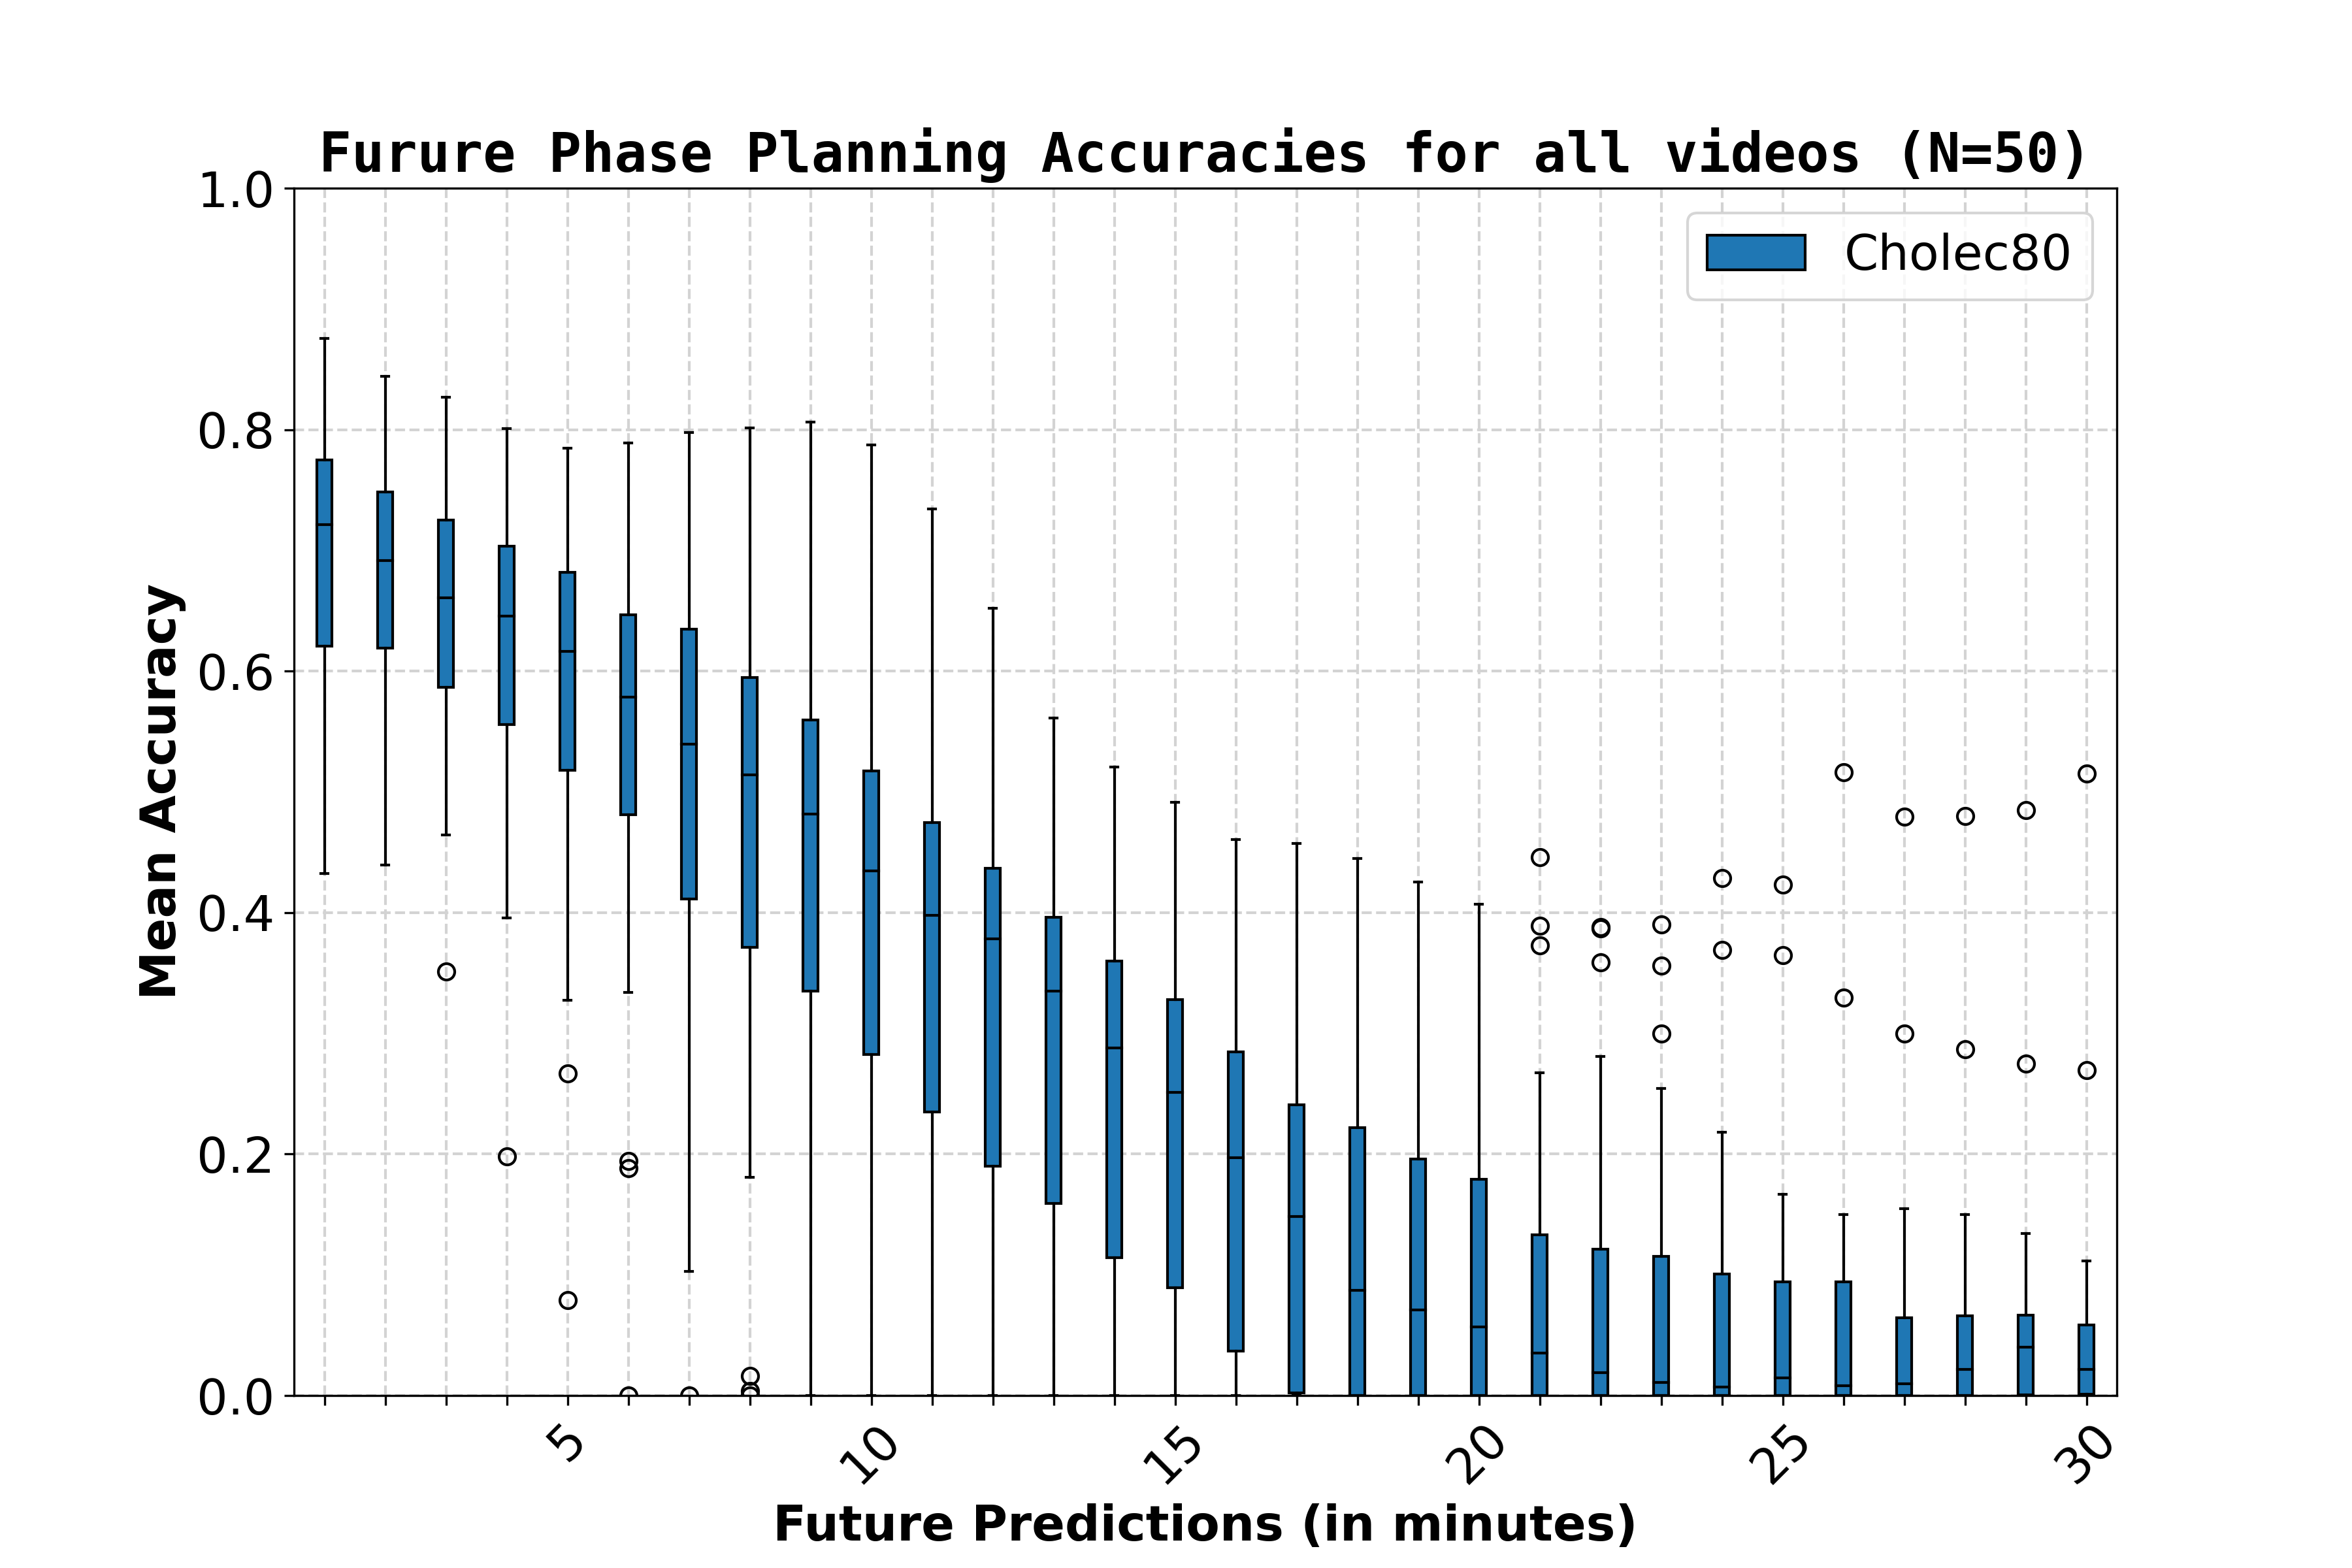 Furure Phase Planning Accuracies for all videos (N=50)
1.0
Cholec80
0.8
0.6
0.4
0.2
0.0
Mean Accuracy
5 10 15 20 25 30
Future Predictions (in minutes)